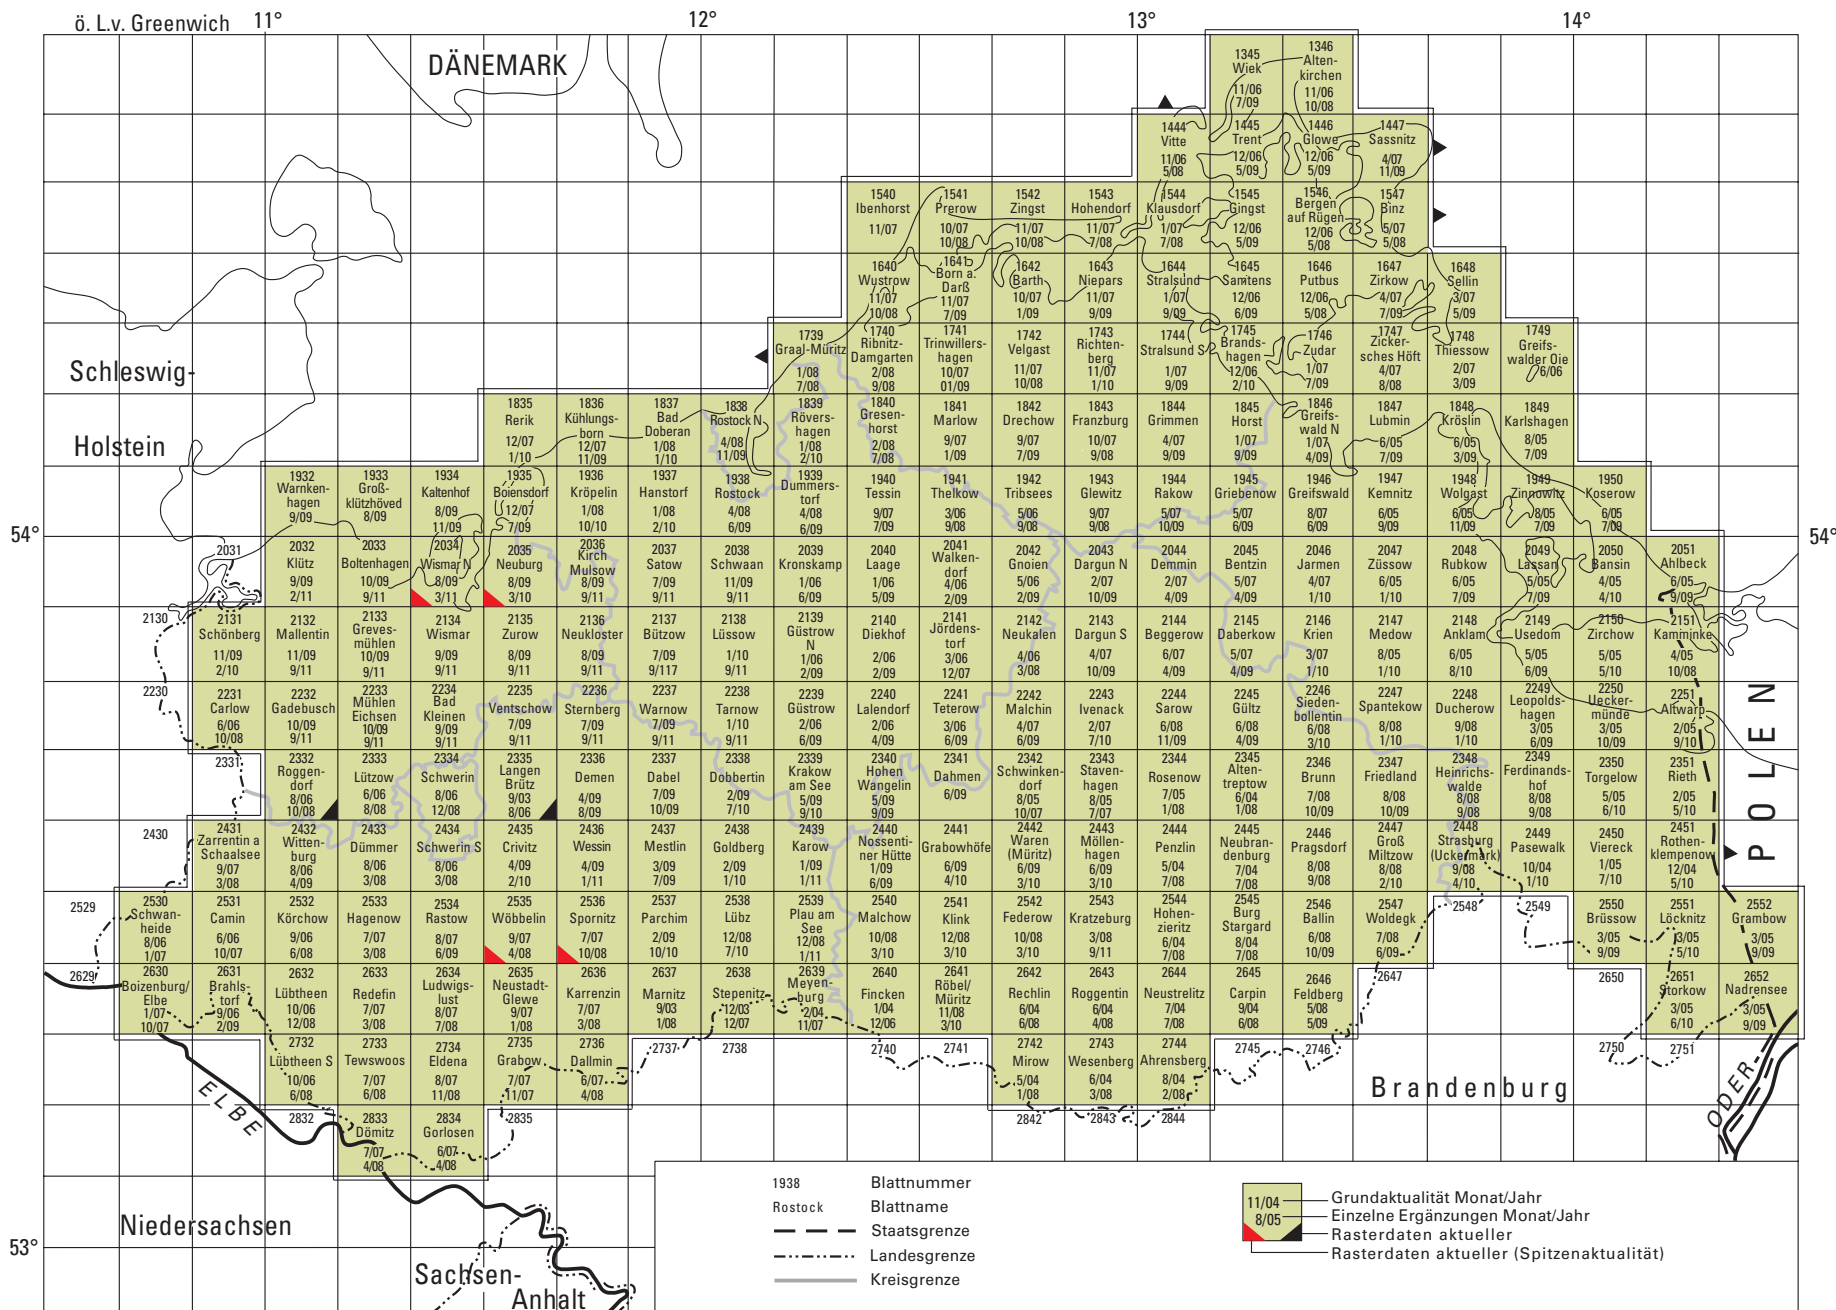 ö. L.v. Greenwich 11° 12° 13° 14°
DÄNEMARK
1345 Wiek 11/06 7/09
1346 Alten- kirchen 11/06 10/08
1444 Vitte 11/06 5/08
1445 Trent 12/06 5/09
1446 Glowe 12/06 5/09
1447 Sassnitz 4/07 11/09
1540 Ibenhorst 11/07
1541 Prerow 10/07 10/08
1542 Zingst 11/07 10/08
1543 Hohendorf 11/07 7/08
1544 Klausdorf 1/07 7/08
1545 Gingst 12/06 5/09
1546 Bergen auf Rügen 12/06 5/08
1547 Binz 5/07 5/08
1640 Wustrow 11/07 10/08
1641 Born a. Darß 11/07 7/09
1642 Barth 10/07 1/09
1643 Niepars 11/07 9/09
1644 Stralsund 1/07 9/09
1645 Samtens 12/06 6/09
1646 Putbus 12/06 5/08
1647 Zirkow 4/07 7/09
1648 Sellin 3/07 5/09
Schleswig-
1739 Graal-Müritz 1/08 7/08
1740 Ribnitz- Damgarten 2/08 9/08
1741 Trinwillers- hagen 10/07 01/09
1742 Velgast 11/07 10/08
1743 Richten- berg 11/07 1/10
1744 Stralsund S 1/07 9/09
1745 Brands- hagen 12/06 2/10
1746 Zudar 1/07 7/09
1747 Zicker- sches Höft 4/07 8/08
1748 Thiessow 2/07 3/09
1749 Greifs- walder Oie 6/06
Holstein
1835 Rerik 12/07 1/10
1836 Kühlungs- born 12/07 11/09
1837 Bad Doberan 1/08 1/10
1838 Rostock N 4/08 11/09
1839 Rövers- hagen 1/08 2/10
1840 Gresen- horst 2/08 7/08
1841 Marlow 9/07 1/09
1842 Drechow 9/07 7/09
1843 Franzburg 10/07 9/08
1844 Grimmen 4/07 9/09
1845 Horst 1/07 9/09
1846 Greifs- wald N 1/07 4/09
1847 Lubmin 6/05 7/09
1848 Kröslin 6/05 3/09
1849 Karlshagen 8/05 7/09
1932 Warnken- hagen 9/09
1933 Groß- klützhöved 8/09
1934 Kaltenhof 8/09 11/09
1935 Boiensdorf 12/07 7/09
1936 Kröpelin 1/08 10/10
1937 Hanstorf 1/08 2/10
1938 Rostock 4/08 6/09
1939 Dummers- torf 4/08 6/09
1940 Tessin 9/07 7/09
1941 Thelkow 3/06 9/08
1942 Tribsees 5/06 9/08
1943 Glewitz 9/07 9/08
1944 Rakow 5/07 10/09
1945 Griebenow 5/07 6/09
1946 Greifswald 8/07 6/09
1947 Kemnitz 6/05 9/09
1948 Wolgast 6/05 11/09
1949 Zinnowitz 8/05 7/09
1950 Koserow 6/05 7/09
54° 54°
2031
2032 Klütz 9/09 2/11
2033 Boltenhagen 10/09 9/11
2034 Wismar N 8/09 3/11
2035 Neuburg 8/09 3/10
2036 Kirch Mulsow 8/09 9/11
2037 Satow 7/09 9/11
2038 Schwaan 11/09 9/11
2039 Kronskamp 1/06 6/09
2040 Laage 1/06 5/09
2041 Walken- dorf 4/06 2/09
2042 Gnoien 5/06 2/09
2043 Dargun N 2/07 10/09
2044 Demmin 2/07 4/09
2045 Bentzin 5/07 4/09
2046 Jarmen 4/07 1/10
2047 Züssow 6/05 1/10
2048 Rubkow 6/05 7/09
2049 Lassan 5/05 7/09
2050 Bansin 4/05 4/10
2051 Ahlbeck 6/05 9/09
2130
2131 Schönberg 11/09 2/10
2132 Mallentin 11/09 9/11
2133 Greves- mühlen 10/09 9/11
2134 Wismar 9/09 9/11
2135 Zurow 8/09 9/11
2136 Neukloster 8/09 9/11
2137 Bützow 7/09 9/117
2138 Lüssow 1/10 9/11
2139 Güstrow N 1/06 2/09
2140 Diekhof 2/06 2/09
2141 Jördens- torf 3/06 12/07
2142 Neukalen 4/06 3/08
2143 Dargun S 4/07 10/09
2144 Beggerow 6/07 4/09
2145 Daberkow 5/07 4/09
2146 Krien 3/07 1/10
2147 Medow 8/05 1/10
2148 Anklam 6/05 8/10
2149 Usedom 5/05 6/09
2150 Zirchow 5/05 5/10
2151 Kaminke 4/05 10/08
2230
2231 Carlow 6/06 10/08
2232 Gadebusch 10/09 9/11
2233 Mühlen Eichsen 10/09 9/11
2234 Bad Kleinen 9/09 9/11
2235 Ventschow 7/09 9/11
2236 Sternberg 7/09 9/11
2237 Warnow 7/09 9/11
2238 Tarnow 1/10 9/11
2239 Güstrow 2/06 6/09
2240 Lalendorf 2/06 4/09
2241 Teterow 3/06 6/09
2242 Malchin 4/07 6/09
2243 Ivenack 2/07 7/10
2244 Sarow 6/08 11/09
2245 Gültz 6/08 4/09
2246 Sieden- bollentin 6/08 3/10
2247 Spantekow 8/08 1/10
2248 Ducherow 9/08 1/10
2249 Leopolds- hagen 3/05 6/09
2250 Uecker- münde 3/05 10/09
2251 Altwarp 2/05 9/10
POLEN
2331
2332 Roggen- dorf 8/06 10/08
2333 Lützow 6/06 8/08
2334 Schwerin 8/06 12/08
2335 Langen Brütz 9/03 8/06
2336 Demen 4/09 8/09
2337 Dabel 7/09 10/09
2338 Dobbertin 2/09 7/10
2339 Krakow am See 5/09 9/10
2340 Hohen Wangelin 5/09 9/09
2341 Dahmen 6/09
2342 Schwinken- dorf 8/05 10/07
2343 Staven- hagen 8/05 7/07
2344 Rosenow 7/05 1/08
2345 Alten- treptow 6/04 1/08
2346 Brunn 7/08 10/09
2347 Friedland 8/08 10/09
2348 Heinrichs- walde 8/08 9/08
2349 Ferdinands- hof 8/08 9/08
2350 Torgelow 5/05 6/10
2351 Rieth 2/05 5/10
2430
2431 Zarrentin a Schaalsee 9/07 3/08
2432 Witten- burg 8/06 4/09
2433 Dümmer 8/06 3/08
2434 Schwerin S 8/06 3/08
2435 Crivitz 4/09 2/10
2436 Wessin 4/09 1/11
2437 Mestlin 3/09 7/09
2438 Goldberg 2/09 1/10
2439 Karow 1/09 1/11
2440 Nossenti- ner Hütte 1/09 6/09
2441 Grabowhöfe 6/09 4/10
2442 Waren (Müritz) 6/09 3/10
2443 Möllen- hagen 6/09 3/10
2444 Penzlin 5/04 7/08
2445 Neubran- denburg 7/04 7/08
2446 Pragsdorf 8/08 9/08
2447 Groß Miltzow 8/08 2/10
2448 Strasburg (Uckermark) 9/08 4/10
2449 Pasewalk 10/04 1/10
2450 Viereck 1/05 7/10
2451 Rothen- klempenow 12/04 5/10
2529
2530 Schwan- heide 8/06 1/07
2531 Camin 6/06 10/07
2532 Körchow 9/06 6/08
2533 Hagenow 7/07 3/08
2534 Rastow 8/07 6/09
2535 Wöbbelin 9/07 4/08
2536 Spornitz 7/07 10/08
2537 Parchim 2/09 10/10
2538 Lübz 12/08 7/10
2539 Plau am See 12/08 1/11
2540 Malchow 10/08 3/10
2541 Klink 12/08 3/10
2542 Federow 10/08 3/10
2543 Kratzeburg 3/08 9/11
2544 Hohen- zieritz 6/04 7/08
2545 Burg Stargard 8/04 7/08
2546 Ballin 6/08 10/09
2547 Woldegk 7/08 6/09
2548
2549
2550 Brüssow 3/05 9/09
2551 Löcknitz 3/05 5/10
2552 Grambow 3/05 9/09
2629
2630 Boizenburg/ Elbe 1/07 10/07
2631 Brahls- torf 9/06 2/09
2632 Lübtheen 10/06 12/08
2633 Redefin 7/07 3/08
2634 Ludwigs- lust 8/07 7/08
2635 Neustadt- Glewe 9/07 1/08
2636 Karrenzin 7/07 3/08
2637 Marnitz 9/03 1/08
2638 Stepenitz 12/03 12/07
2639 Meyen- burg 2/04 11/07
2640 Fincken 1/04 12/06
2641 Röbel/ Müritz 11/08 3/10
2642 Rechlin 6/04 6/08
2643 Roggentin 6/04 4/08
2644 Neustrelitz 7/04 7/08
2645 Carpin 9/04 6/08
2646 Feldberg 5/08 5/09
2647
2650
2651 Storkow 3/05 6/10
2652 Nadrensee 3/05 9/09
2732 Lübtheen S 10/06 6/08
2733 Tewswoos 7/07 6/08
2734 Eldena 8/07 11/08
2735 Grabow 7/07 11/07
2736 Dallmin 6/07 4/08
2737
2738
2740
2741
2742 Mirow 5/04 1/08
2743 Wesenberg 6/04 3/08
2744 Ahrensberg 8/04 2/08
2745
2746
2750
2751
Brandenburg
ELBE
ODER
2832
2833 Dömitz 7/07 4/08
2834 Gorlosen 6/07 4/08
2835
2842
2843
2844
Niedersachsen
53°
Sachsen-
Anhalt
1938 Blattnummer
Rostock Blattname
Staatsgrenze
Landesgrenze
Kreisgrenze
11/04 Grundaktualität Monat/Jahr
8/05 Einzelne Ergänzungen Monat/Jahr
Rasterdaten aktueller
Rasterdaten aktueller (Spitzenaktualität)